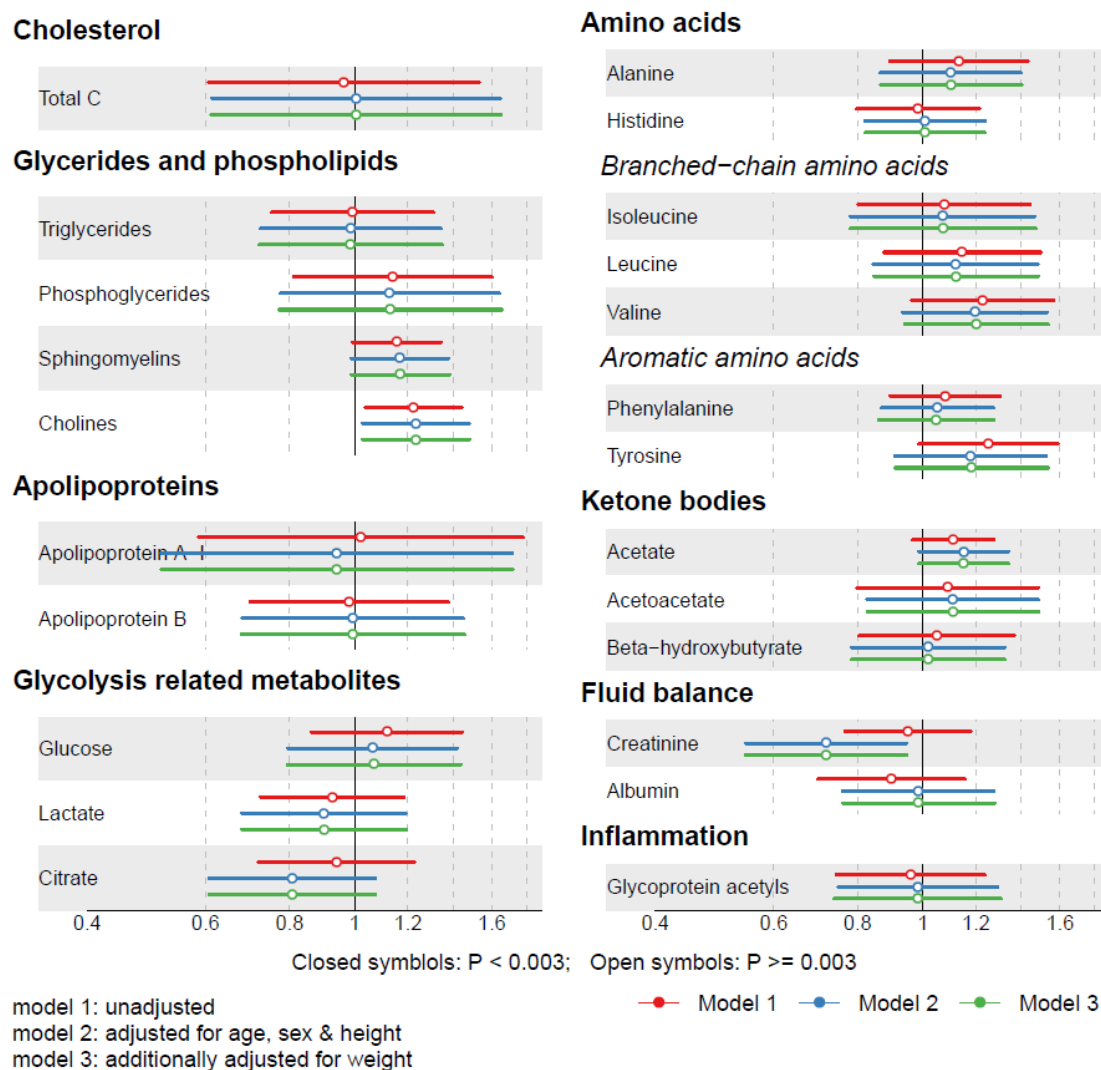 Cholesterol
Total C
Glycerides and phospholipids
Triglycerides
Phosphoglycerides
Sphingomyelins
Cholines
Apolipoproteins
Apolipoprotein A−I
Apolipoprotein B
Glycolysis related metabolites
Glucose
Lactate
Citrate
0.4 0.6 0.8 1 1.2 1.6
Amino acids
Alanine
Histidine
Branched−chain amino acids
Isoleucine
Leucine
Valine
Aromatic amino acids
Phenylalanine
Tyrosine
Ketone bodies
Acetate
Acetoacetate
Beta−hydroxybutyrate
Fluid balance
Creatinine
Albumin
Inflammation
Glycoprotein acetyls
0.4 0.6 0.8 1 1.2 1.6
Closed symblols: P < 0.003; Open symbols: P >= 0.003
Model 1 Model 2 Model 3
model 1: unadjusted
model 2: adjusted for age, sex & height
model 3: additionally adjusted for weight